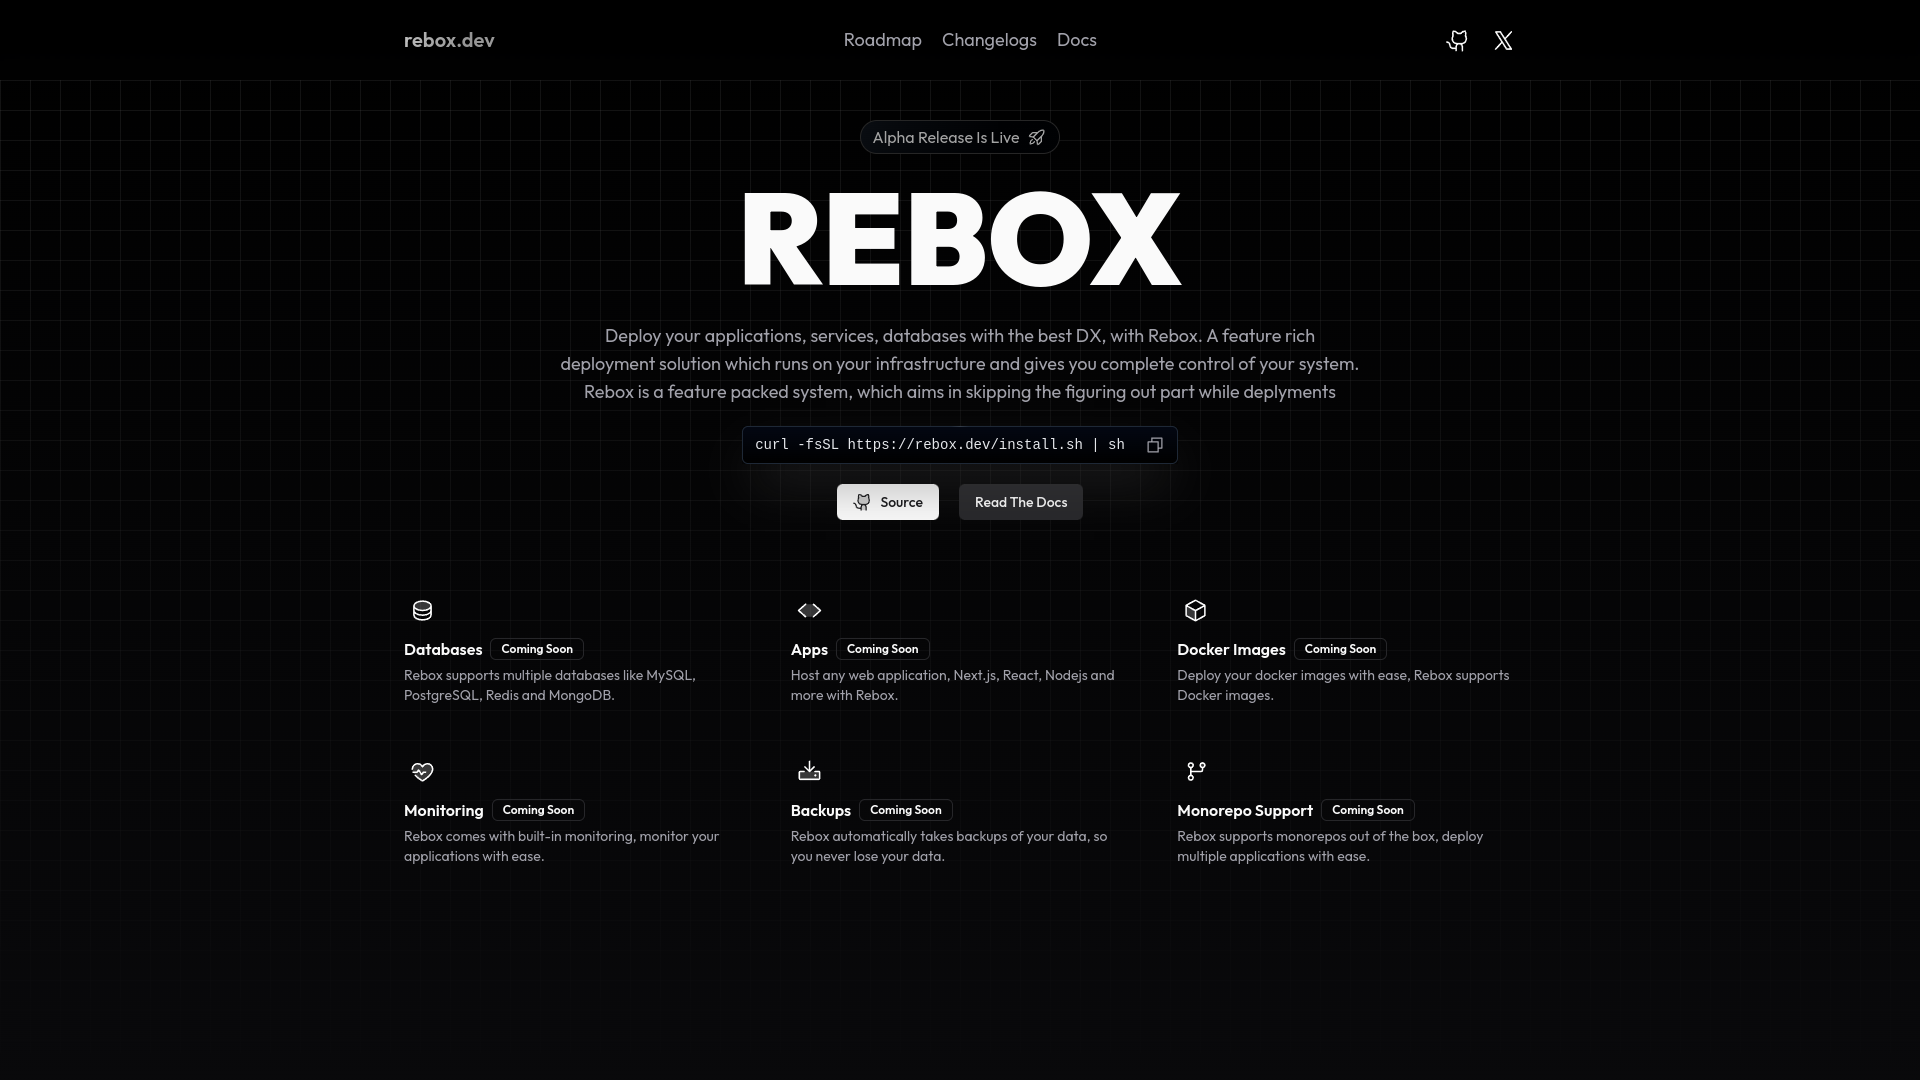 rebox.dev
Roadmap Changelogs Docs
Alpha Release Is Live
REBOX
Deploy your applications, services, databases with the best DX, with Rebox. A feature rich
deployment solution which runs on your infrastructure and gives you complete control of your system.
Rebox is a feature packed system, which aims in skipping the figuring out part while deplyments
curl -fsSL https://rebox.dev/install.sh | sh
Source
Read The Docs
Databases Coming Soon
Rebox supports multiple databases like MySQL,
PostgreSQL, Redis and MongoDB.
Apps Coming Soon
Host any web application, Next.js, React, Nodejs and
more with Rebox.
Docker Images Coming Soon
Deploy your docker images with ease, Rebox supports
Docker images.
Monitoring Coming Soon
Rebox comes with built-in monitoring, monitor your
applications with ease.
Backups Coming Soon
Rebox automatically takes backups of your data, so
you never lose your data.
Monorepo Support Coming Soon
Rebox supports monorepos out of the box, deploy
multiple applications with ease.